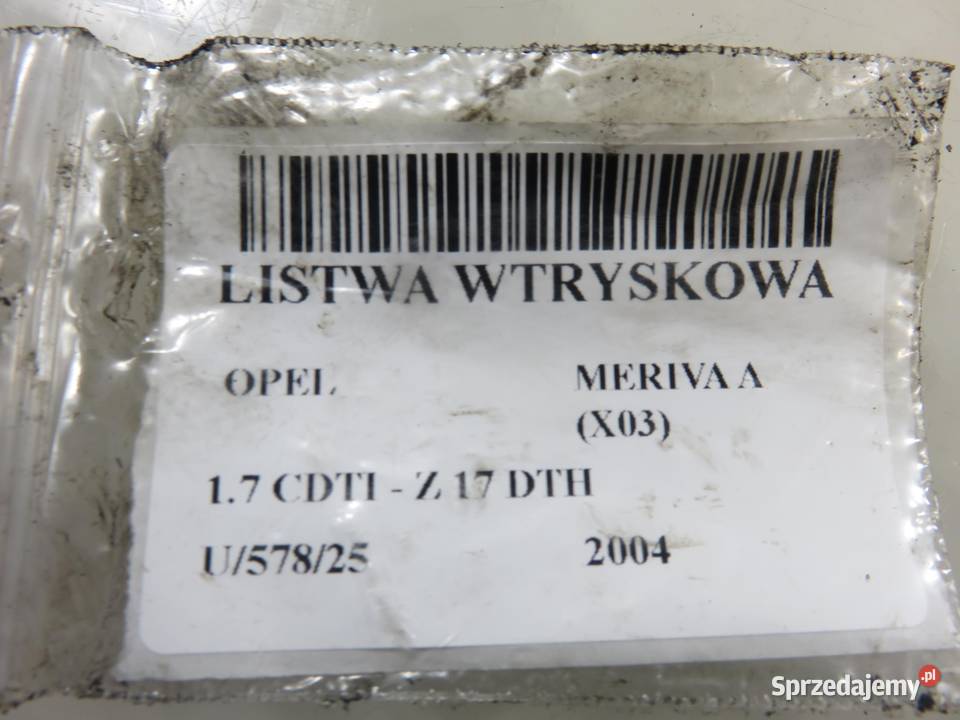 LISTWA WTRYSKOWA
OPEL MERIVA A
(X03)
1.7 CDTI - Z 17 DTH
U/578/25 2004
Sprzedajemy.pl